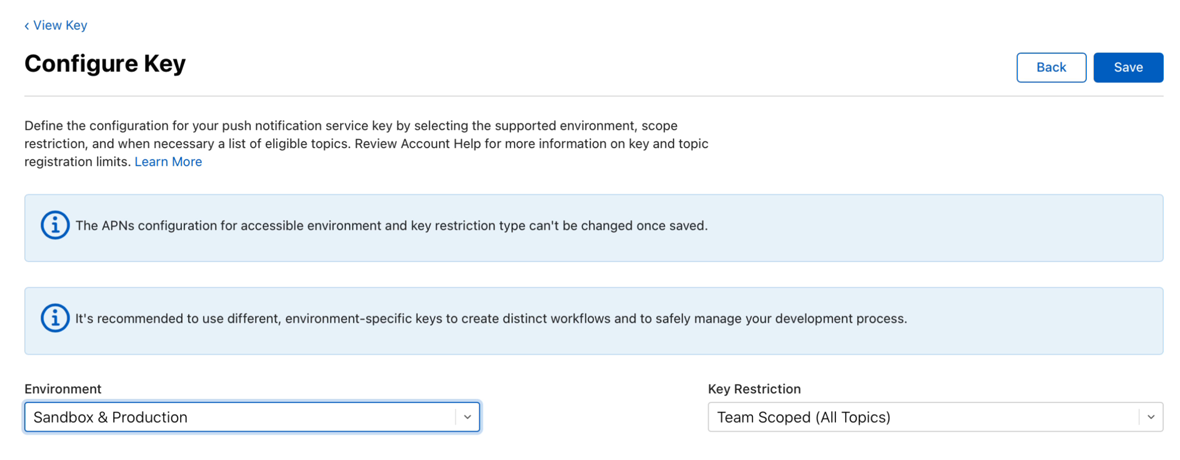 ‹ View Key
Configure Key
Back
Save
Define the configuration for your push notification service key by selecting the supported environment, scope
restriction, and when necessary a list of eligible topics. Review Account Help for more information on key and topic
registration limits. Learn More
The APNs configuration for accessible environment and key restriction type can't be changed once saved.
It's recommended to use different, environment-specific keys to create distinct workflows and to safely manage your development process.
Environment
Key Restriction
Sandbox & Production
Team Scoped (All Topics)